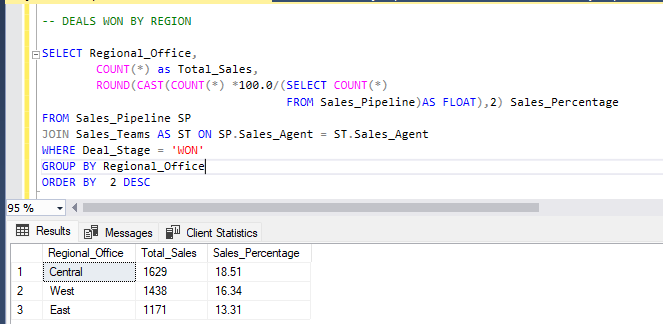 -- DEALS WON BY REGION
SELECT Regional_Office,
COUNT(*) as Total_Sales,
ROUND(CAST(COUNT(*) *100.0/(SELECT COUNT(*)
FROM Sales_Pipeline)AS FLOAT),2) Sales_Percentage
FROM Sales_Pipeline SP
JOIN Sales_Teams AS ST ON SP.Sales_Agent = ST.Sales_Agent
WHERE Deal_Stage = 'WON'
GROUP BY Regional_Office
ORDER BY  2 DESC
95 %
Results Messages Client Statistics
Regional_Office Total_Sales Sales_Percentage
1 Central 1629 18.51
2 West 1438 16.34
3 East 1171 13.31